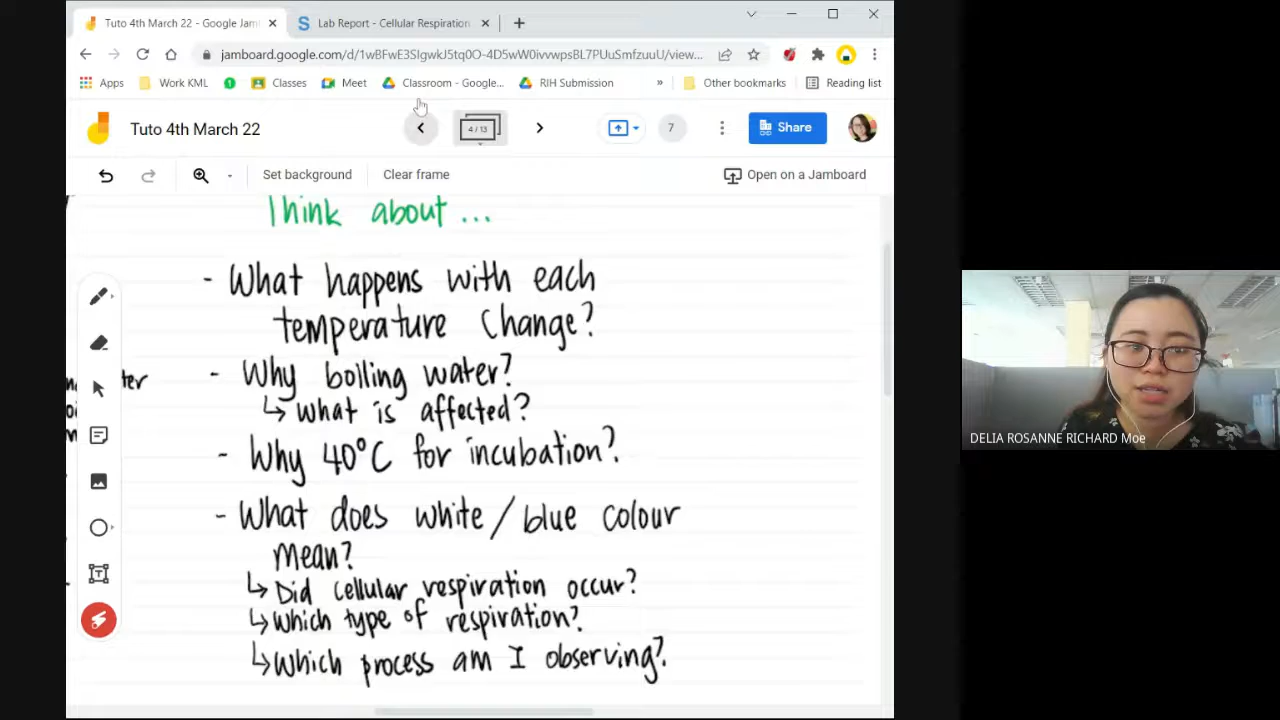 Tuto 4th March 22 - Google Jam
Lab Report - Cellular Respiration
jamboard.google.com/d/1wBFwE3SIgwkJ5tq0O-4D5wW0ivvwpsBL7PUuSmfzuuU/view...
Apps Work KML 1 Classes Meet Classroom - Google... RIH Submission » Other bookmarks Reading list
Tuto 4th March 22
4 / 13
7
Share
Set background Clear frame Open on a Jamboard
Think about ...
- What happens with each
temperature change?
- Why boiling water?
↳ What is affected?
- Why 40°C for incubation?
- What does white / blue colour
mean?
↳ Did cellular respiration occur?
↳ Which type of respiration?
↳ Which process am I observing?
DELIA ROSANNE RICHARD Moe